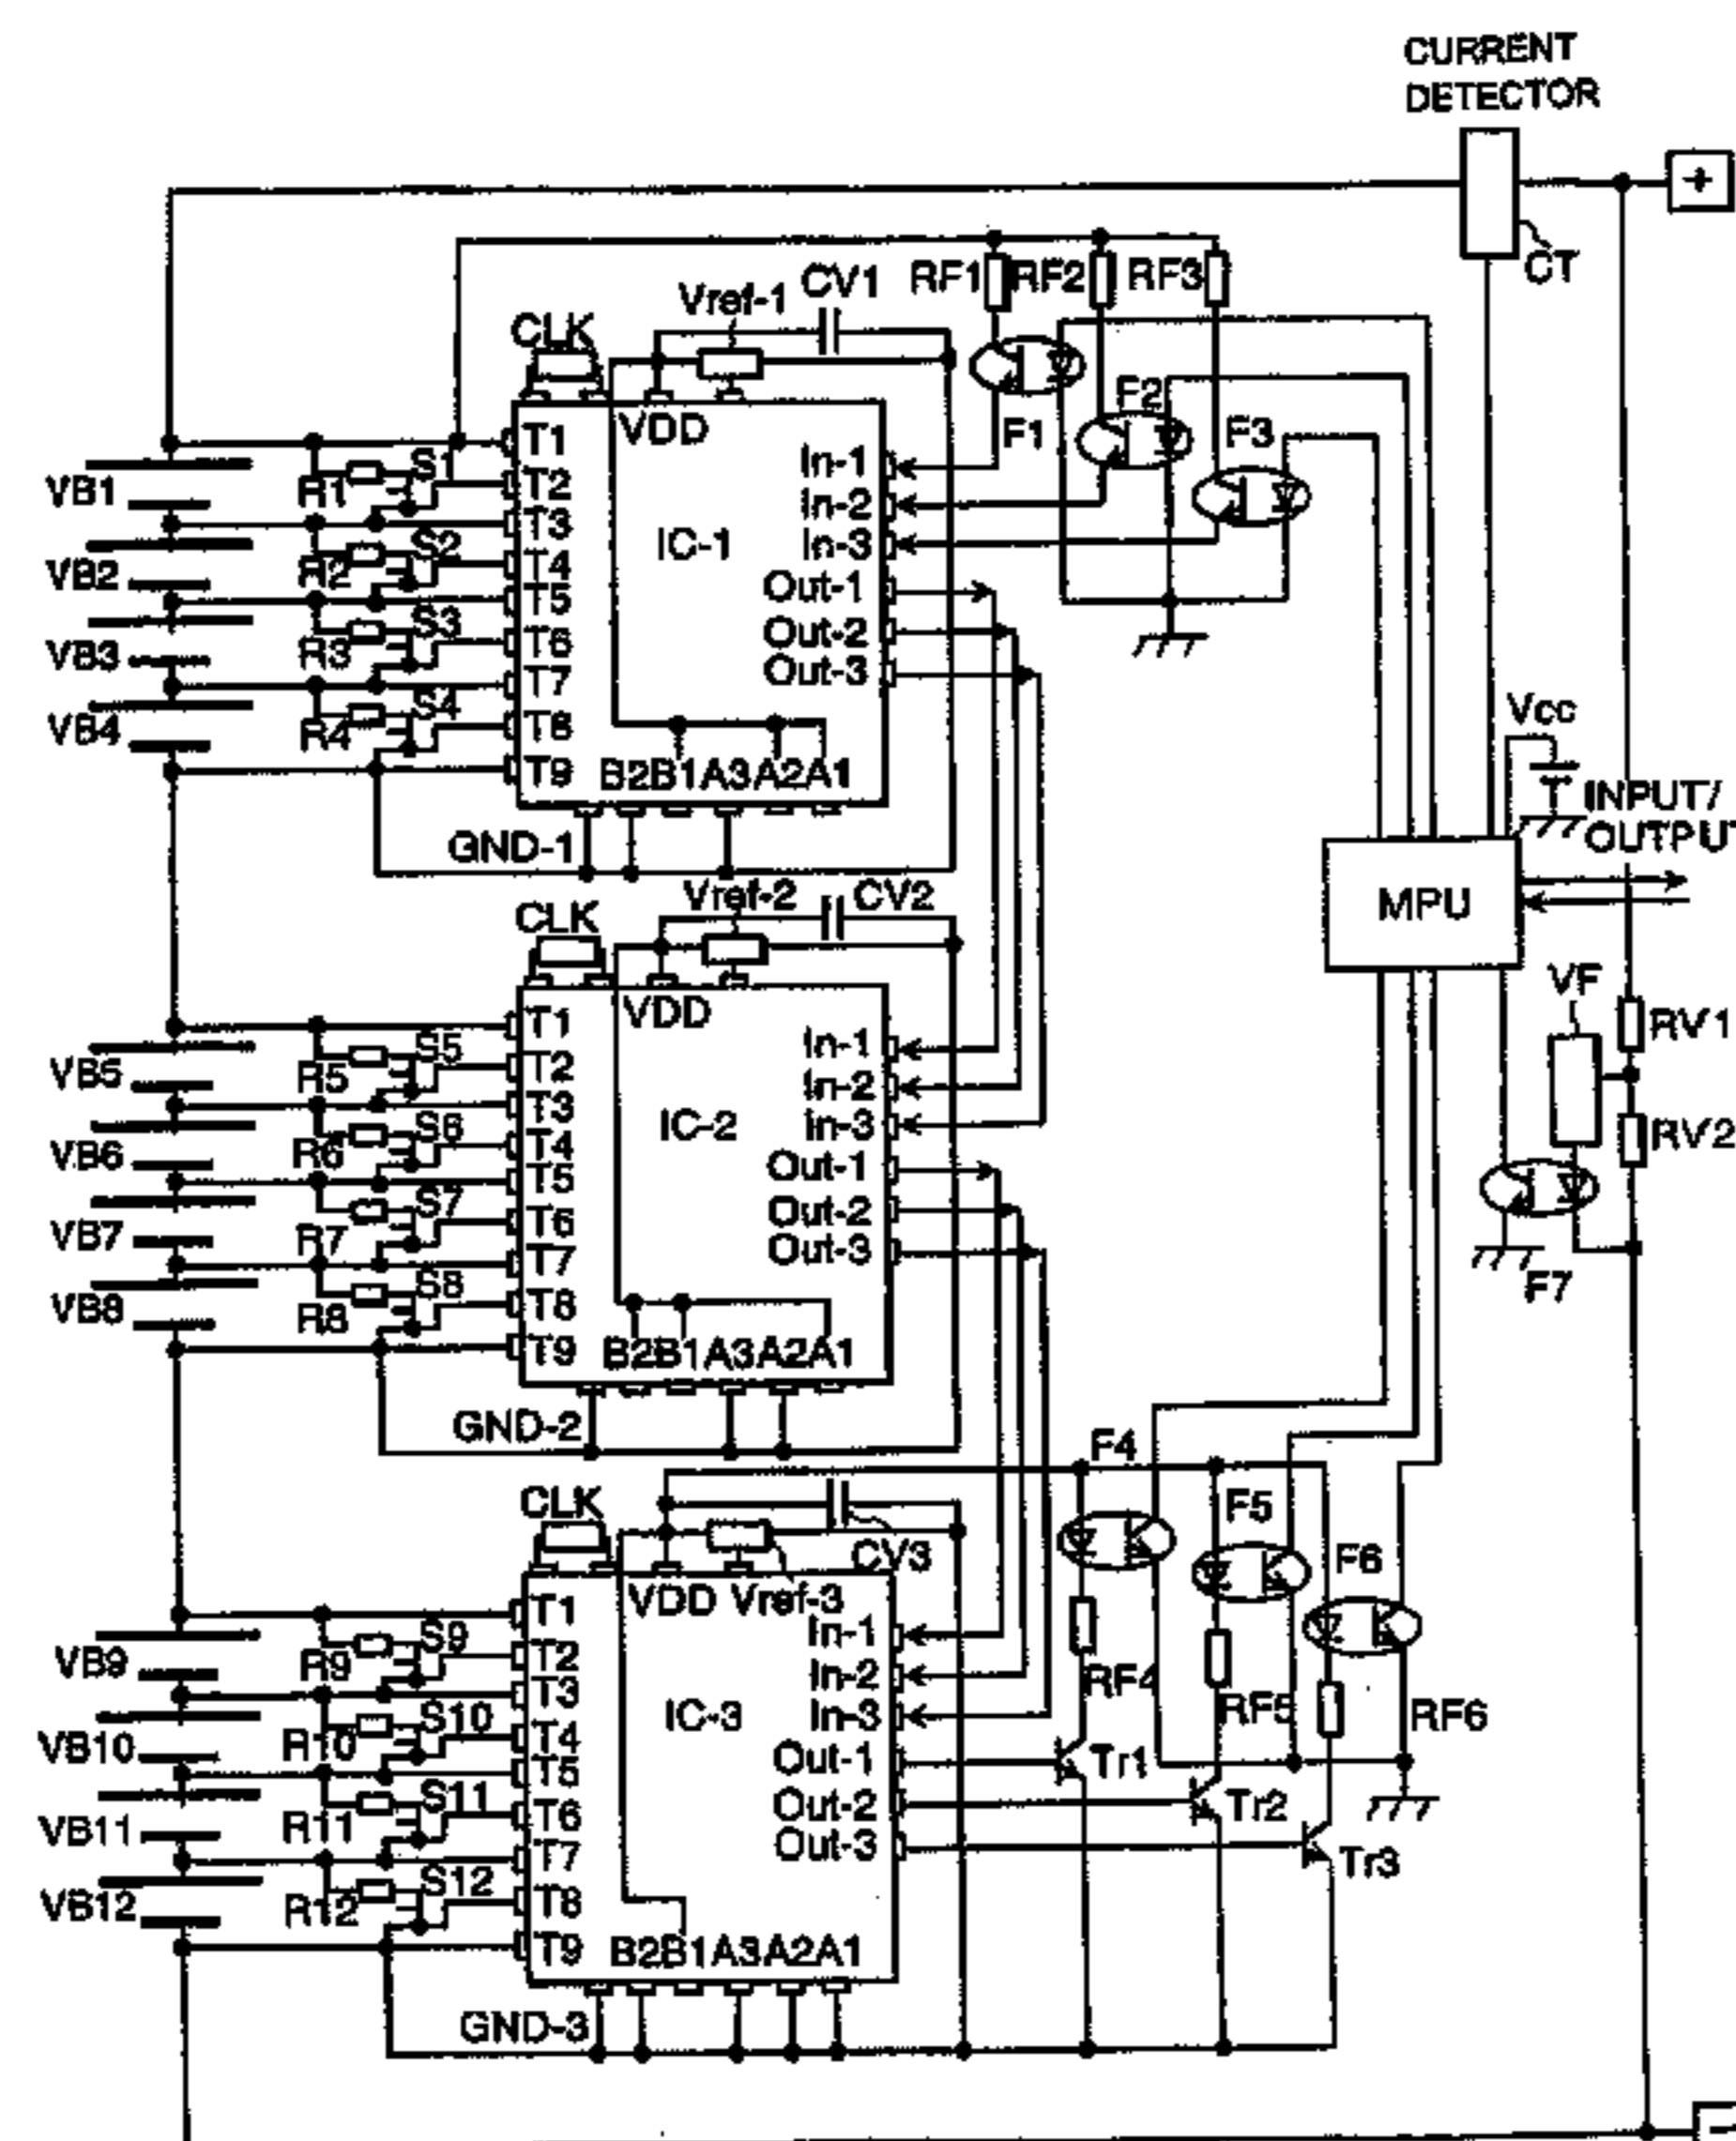 CURRENT
DETECTOR
+
CT
RF1 RF2 RF3
CV1
Vref-1
CLK
VDD
F1
F2
F3
VB1
VB2
VB3
VB4
R1
R2
R3
R4
S1
S2
S3
S4
T1
T2
T3
T4
T5
T6
T7
T8
T9
IC-1
In-1
In-2
In-3
Out-1
Out-2
Out-3
B2B1A3A2A1
GND-1
Vcc
INPUT/
OUTPUT
MPU
VF
RV1
RV2
F7
Vref-2
CV2
CLK
VDD
VB5
VB6
VB7
VB8
R5
R6
R7
R8
S5
S6
S7
S8
T1
T2
T3
T4
T5
T6
T7
T8
T9
IC-2
In-1
In-2
In-3
Out-1
Out-2
Out-3
B2B1A3A2A1
GND-2
F4
F5
F6
CLK
CV3
VDD Vref-3
VB9
VB10
VB11
VB12
R9
R10
R11
R12
S9
S10
S11
S12
T1
T2
T3
T4
T5
T6
T7
T8
T9
IC-3
In-1
In-2
In-3
Out-1
Out-2
Out-3
RF4
RF5
RF6
Tr1
Tr2
Tr3
B2B1A3A2A1
GND-3
-